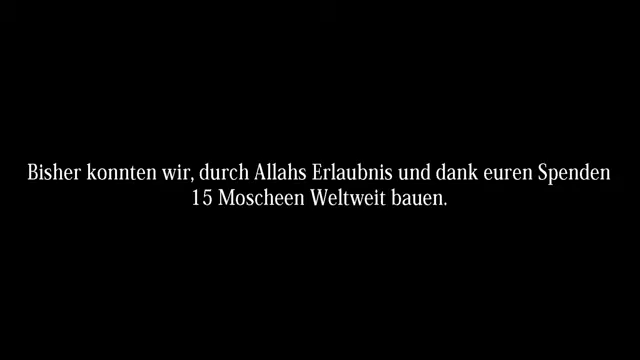 Bisher konnten wir, durch Allahs Erlaubnis und dank euren Spenden
15 Moscheen Weltweit bauen.